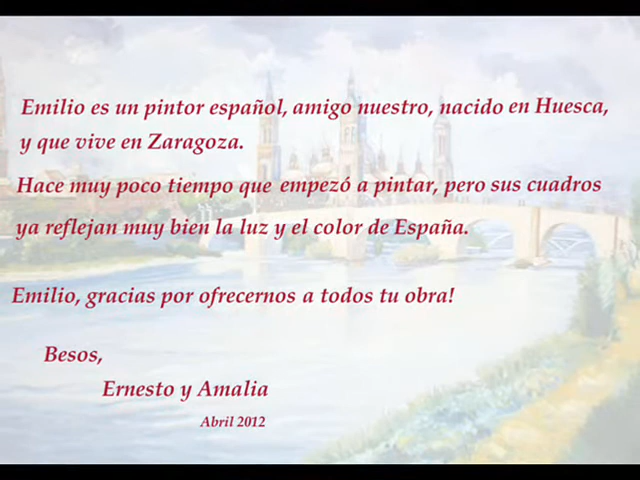 Emilio es un pintor español, amigo nuestro, nacido en Huesca,
y que vive en Zaragoza.
Hace muy poco tiempo que empezó a pintar, pero sus cuadros
ya reflejan muy bien la luz y el color de España.
Emilio, gracias por ofrecernos a todos tu obra!
Besos,
Ernesto y Amalia
Abril 2012